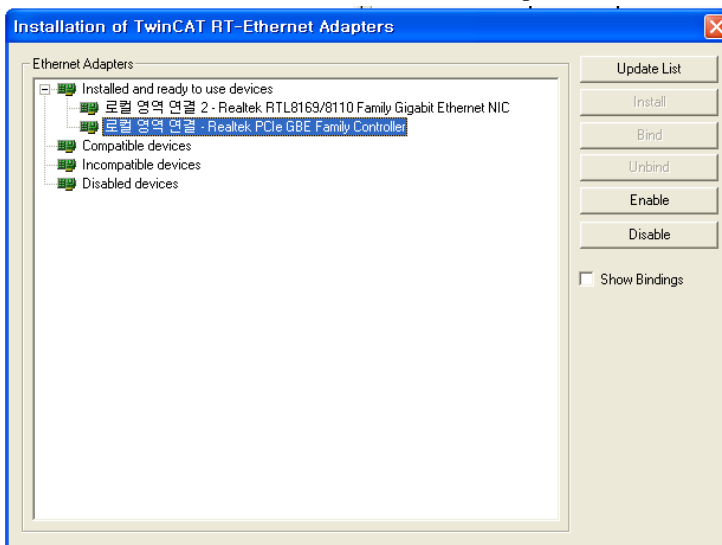 Installation of TwinCAT RT-Ethernet Adapters
Ethernet Adapters
Installed and ready to use devices
로컬 영역 연결 2 - Realtek RTL8169/8110 Family Gigabit Ethernet NIC
로컬 영역 연결 - Realtek PCIe GBE Family Controller
Compatible devices
Incompatible devices
Disabled devices
Update List
Install
Bind
Unbind
Enable
Disable
Show Bindings